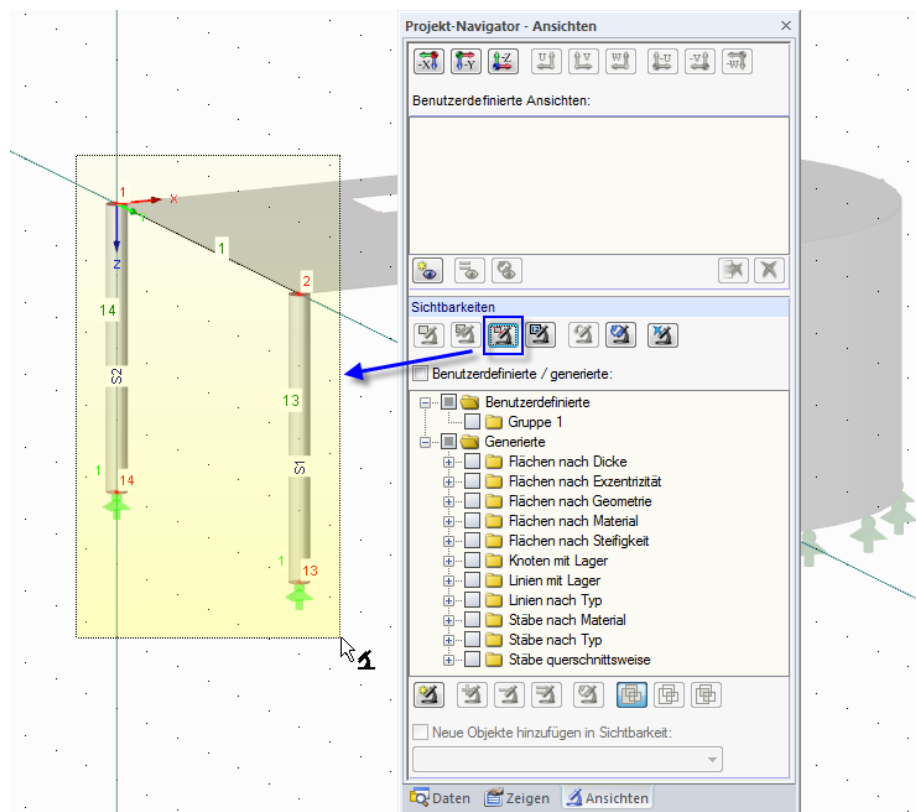 Projekt-Navigator - Ansichten
-X -Y -Z U V W -U -V -W
Benutzerdefinierte Ansichten:
Sichtbarkeiten
Benutzerdefinierte / generierte:
Benutzerdefinierte
Gruppe 1
Generierte
Flächen nach Dicke
Flächen nach Exzentrizität
Flächen nach Geometrie
Flächen nach Material
Flächen nach Steifigkeit
Knoten mit Lager
Linien mit Lager
Linien nach Typ
Stäbe nach Material
Stäbe nach Typ
Stäbe querschnittsweise
Neue Objekte hinzufügen in Sichtbarkeit:
Daten Zeigen Ansichten
1
X
Y
Z
1
2
14
S2
13
S1
1
14
1
13